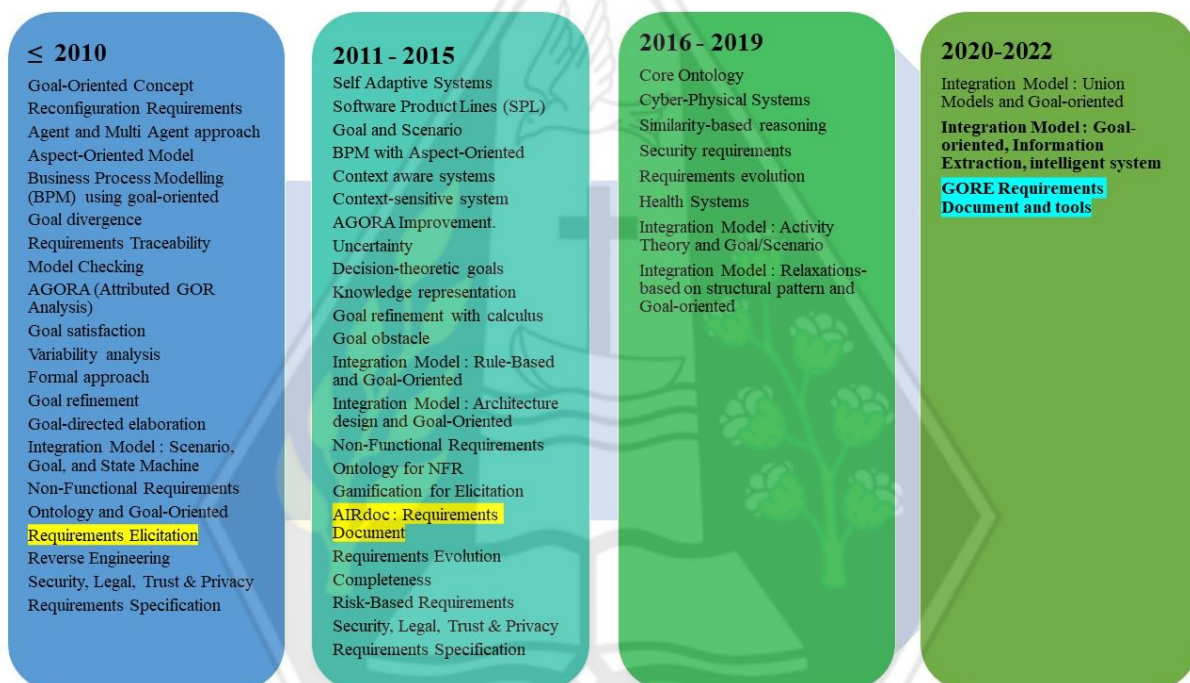 ≤ 2010
Goal-Oriented Concept
Reconfiguration Requirements
Agent and Multi Agent approach
Aspect-Oriented Model
Business Process Modelling
(BPM) using goal-oriented
Goal divergence
Requirements Traceability
Model Checking
AGORA (Attributed GOR
Analysis)
Goal satisfaction
Variability analysis
Formal approach
Goal refinement
Goal-directed elaboration
Integration Model : Scenario,
Goal, and State Machine
Non-Functional Requirements
Ontology and Goal-Oriented
Requirements Elicitation
Reverse Engineering
Security, Legal, Trust & Privacy
Requirements Specification
2011 - 2015
Self Adaptive Systems
Software Product Lines (SPL)
Goal and Scenario
BPM with Aspect-Oriented
Context aware systems
Context-sensitive system
AGORA Improvement.
Uncertainty
Decision-theoretic goals
Knowledge representation
Goal refinement with calculus
Goal obstacle
Integration Model : Rule-Based
and Goal-Oriented
Integration Model : Architecture
design and Goal-Oriented
Non-Functional Requirements
Ontology for NFR
Gamification for Elicitation
AIRdoc : Requirements
Document
Requirements Evolution
Completeness
Risk-Based Requirements
Security, Legal, Trust & Privacy
Requirements Specification
2016 - 2019
Core Ontology
Cyber-Physical Systems
Similarity-based reasoning
Security requirements
Requirements evolution
Health Systems
Integration Model : Activity
Theory and Goal/Scenario
Integration Model : Relaxations-
based on structural pattern and
Goal-oriented
2020-2022
Integration Model : Union
Models and Goal-oriented
Integration Model : Goal-
oriented, Information
Extraction, intelligent system
GORE Requirements
Document and tools